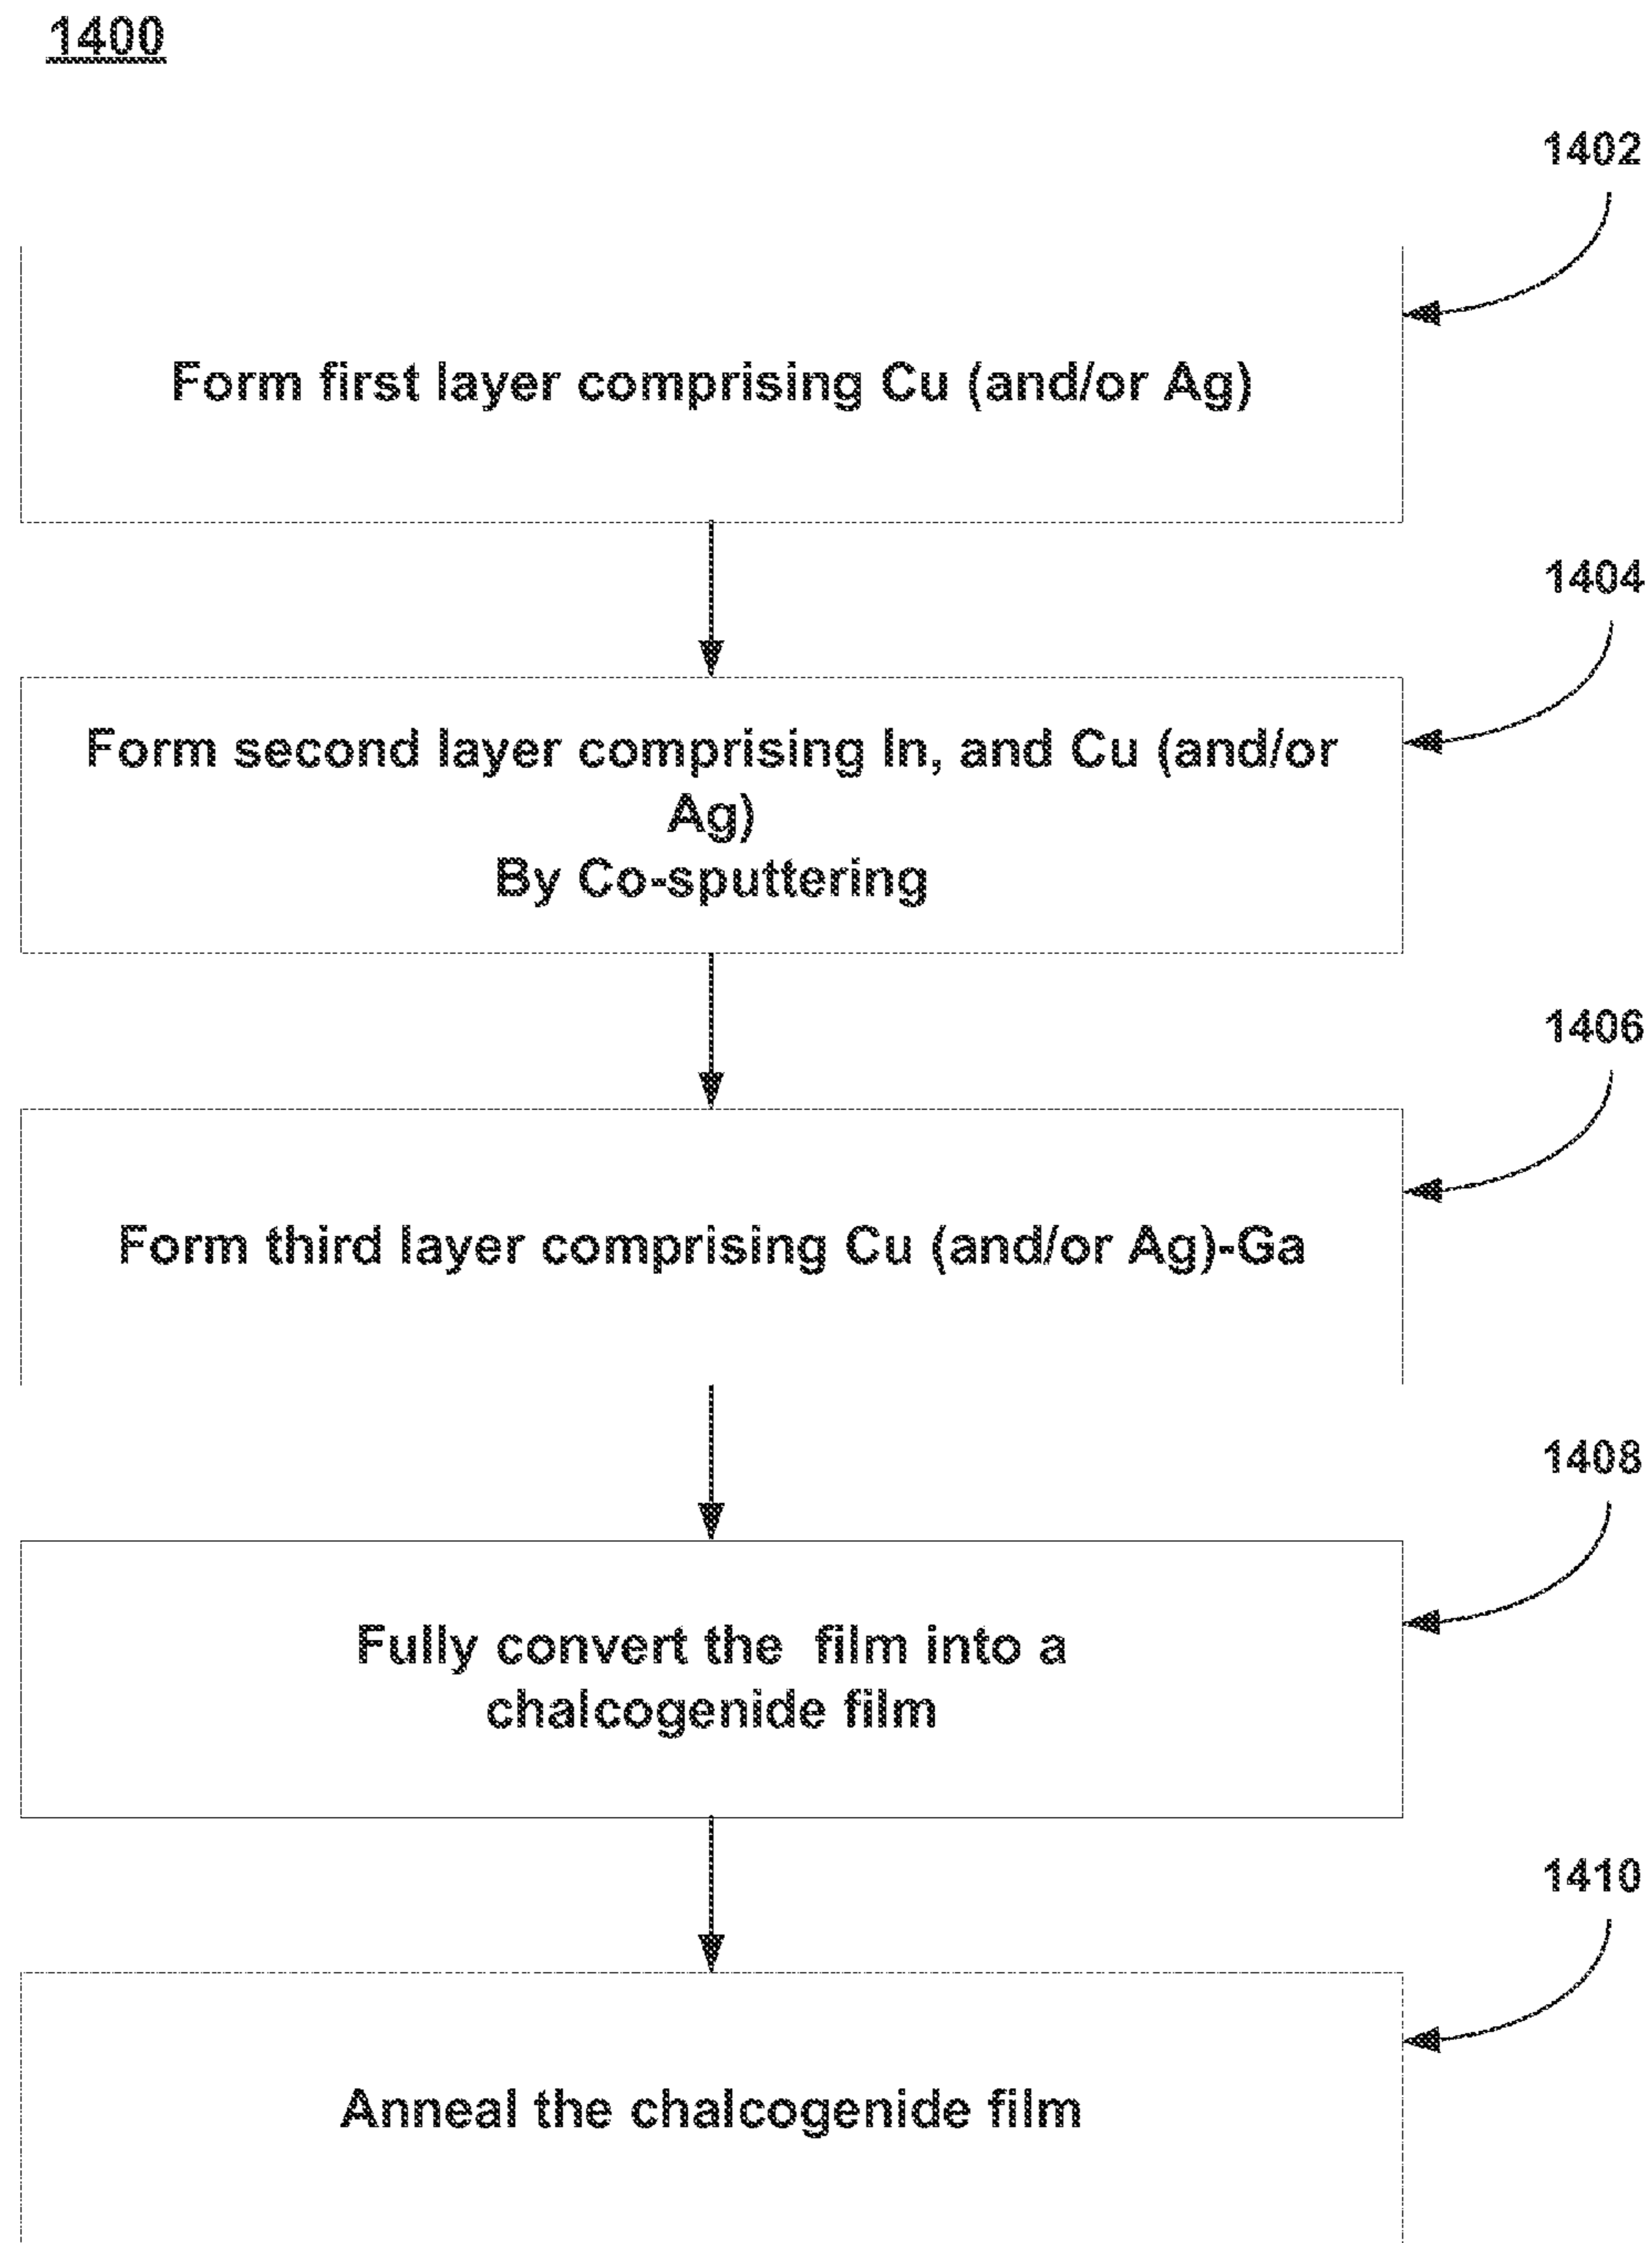 1400
1402
Form first layer comprising Cu (and/or Ag)
1404
Form second layer comprising In, and Cu (and/or
Ag)
By Co-sputtering
1406
Form third layer comprising Cu (and/or Ag)-Ga
1408
Fully convert the film into a
chalcogenide film
1410
Anneal the chalcogenide film